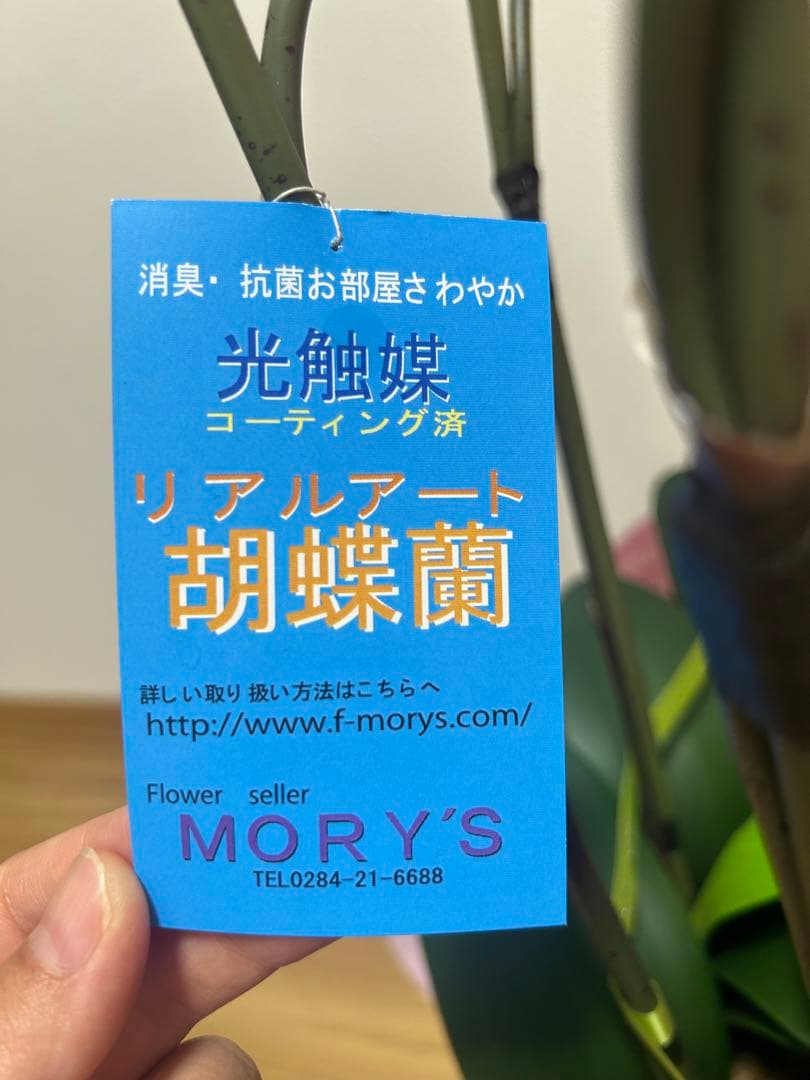 消臭・抗菌お部屋さわやか
光触媒
コーティング済
リアルアート
胡蝶蘭
詳しい取り扱い方法はこちらへ
http://www.f-morys.com/
Flower seller
MORY'S
TEL0284-21-6688